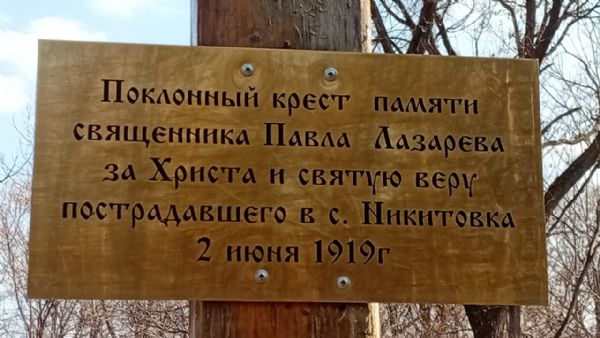 Поклонный крест памяти
священника Павла Лазарева
за Христа и святую веру
пострадавшего в с. Никитовка
2 июня 1919г